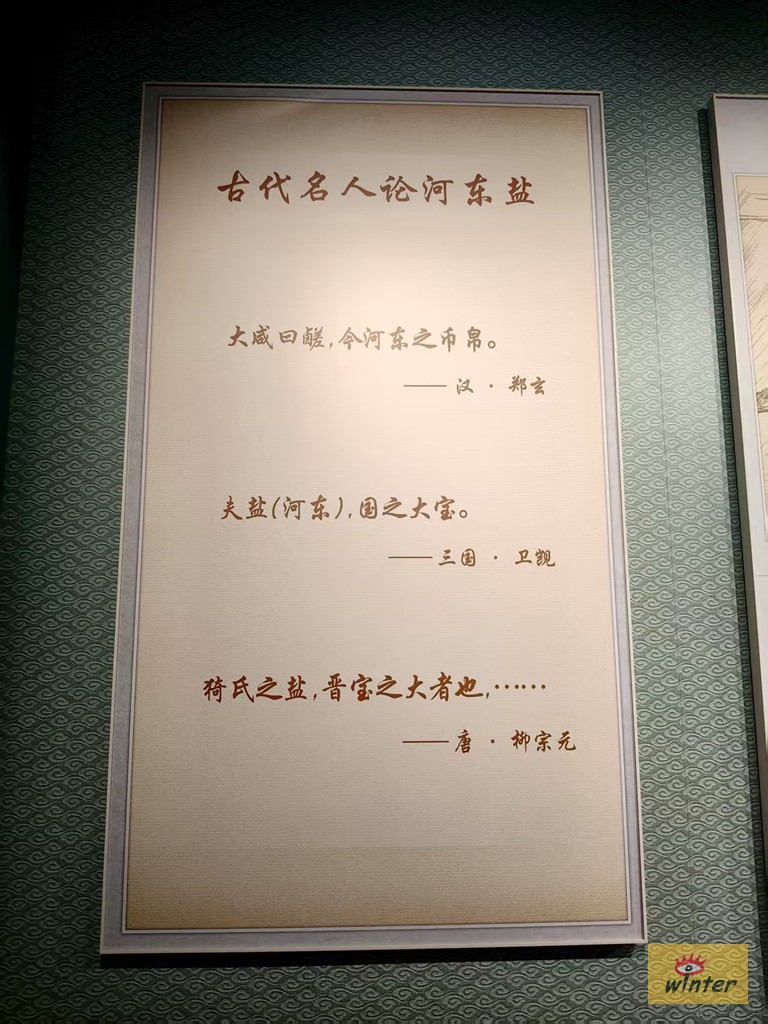 古代名人论河东盐
大咸曰鹾,今河东之币帛。
——汉·郑玄
夫盐(河东),国之大宝。
——三国·卫觊
猗氏之盐,晋宝之大者也,……
——唐·柳宗元
winter